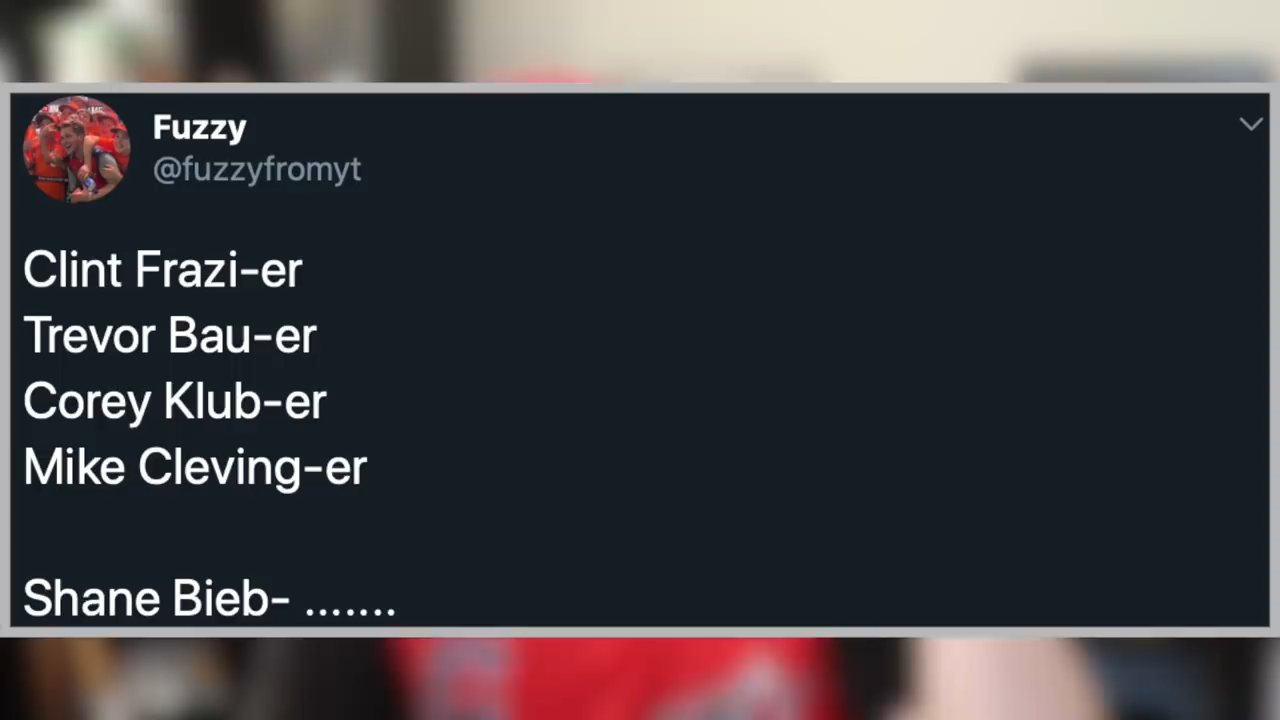 Fuzzy
@fuzzyfromyt
Clint Frazi-er
Trevor Bau-er
Corey Klub-er
Mike Cleving-er
Shane Bieb- .......